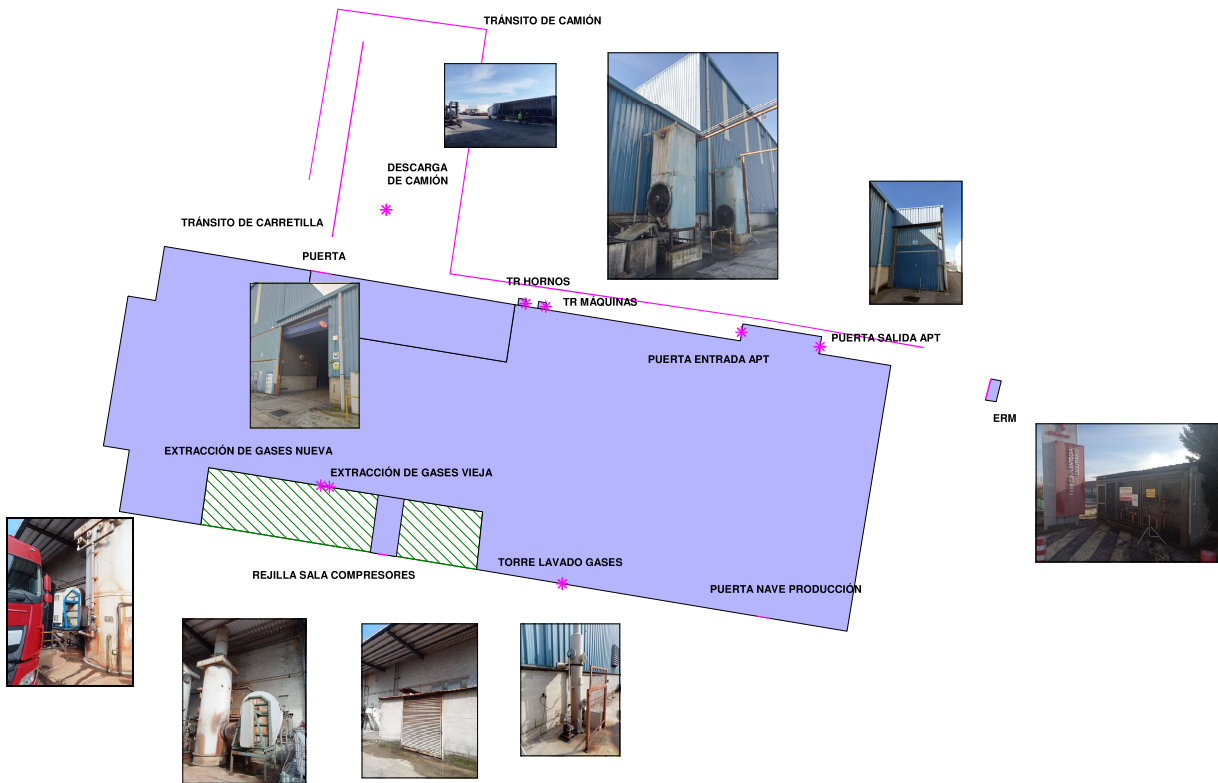 TRÁNSITO DE CAMIÓN
DESCARGA
DE CAMIÓN
TRÁNSITO DE CARRETILLA
PUERTA
TR HORNOS
TR MÁQUINAS
PUERTA SALIDA APT
PUERTA ENTRADA APT
ERM
EXTRACCIÓN DE GASES NUEVA
EXTRACCIÓN DE GASES VIEJA
TORRE LAVADO GASES
REJILLA SALA COMPRESORES
PUERTA NAVE PRODUCCIÓN